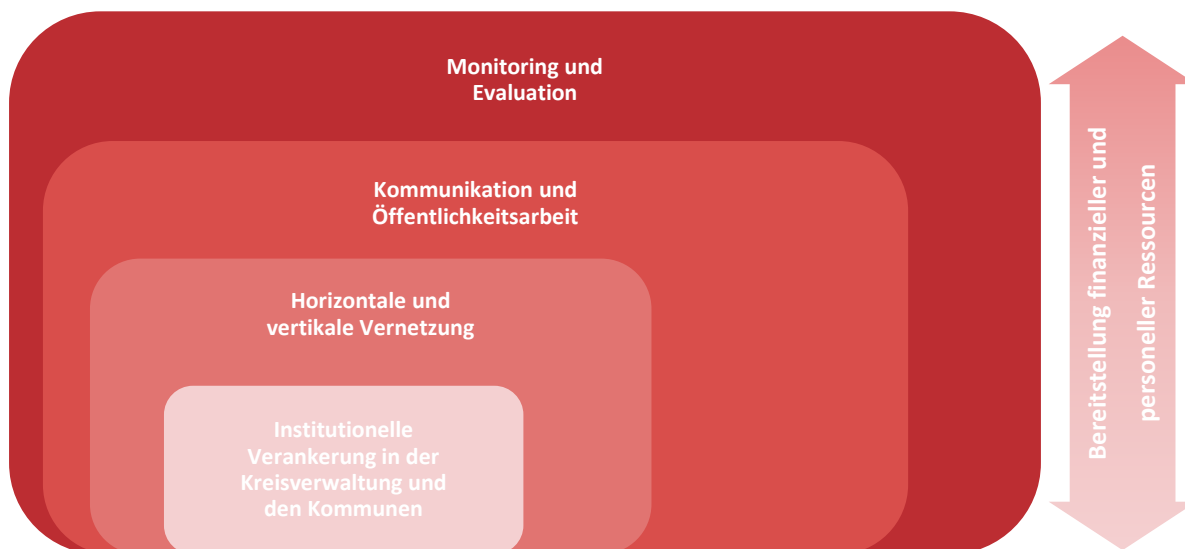 Monitoring und
Evaluation
Kommunikation und
Öffentlichkeitsarbeit
Horizontale und
vertikale Vernetzung
Institutionelle
Verankerung in der
Kreisverwaltung und
den Kommunen
Bereitstellung finanzieller und
personeller Ressourcen